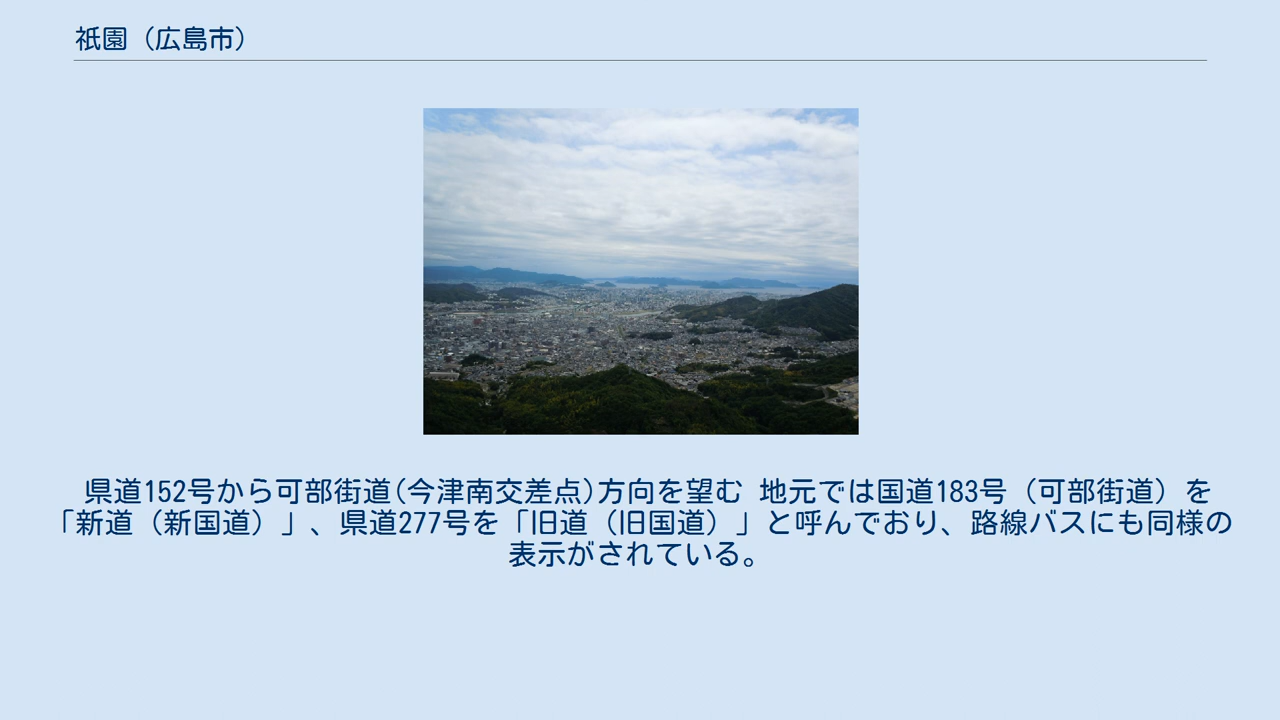 祇園（広島市）
県道152号から可部街道(今津南交差点)方向を望む 地元では国道183号（可部街道）を
「新道（新国道）」、県道277号を「旧道（旧国道）」と呼んでおり、路線バスにも同様の
表示がされている。